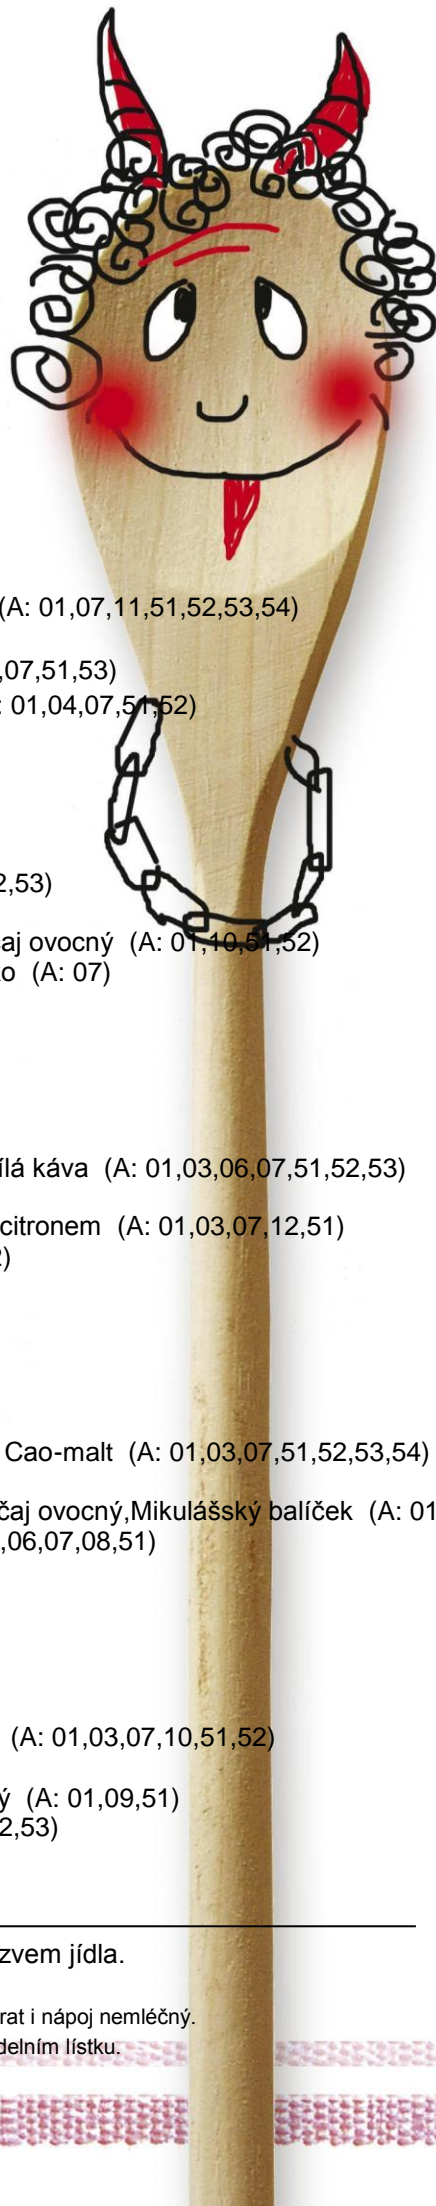 (A: 01,07,11,51,52,53,54)
,07,51,53)
: 01,04,07,51,52)
2,53)
aj ovocný (A: 01,10,51,52)
o (A: 07)
ílá káva (A: 01,03,06,07,51,52,53)
citronem (A: 01,03,07,12,51)
)
Cao-malt (A: 01,03,07,51,52,53,54)
čaj ovocný,Mikulášský balíček (A: 01
,06,07,08,51)
(A: 01,03,07,10,51,52)
ý (A: 01,09,51)
2,53)
zvem jídla.
rat i nápoj nemléčný.
delním lístku.